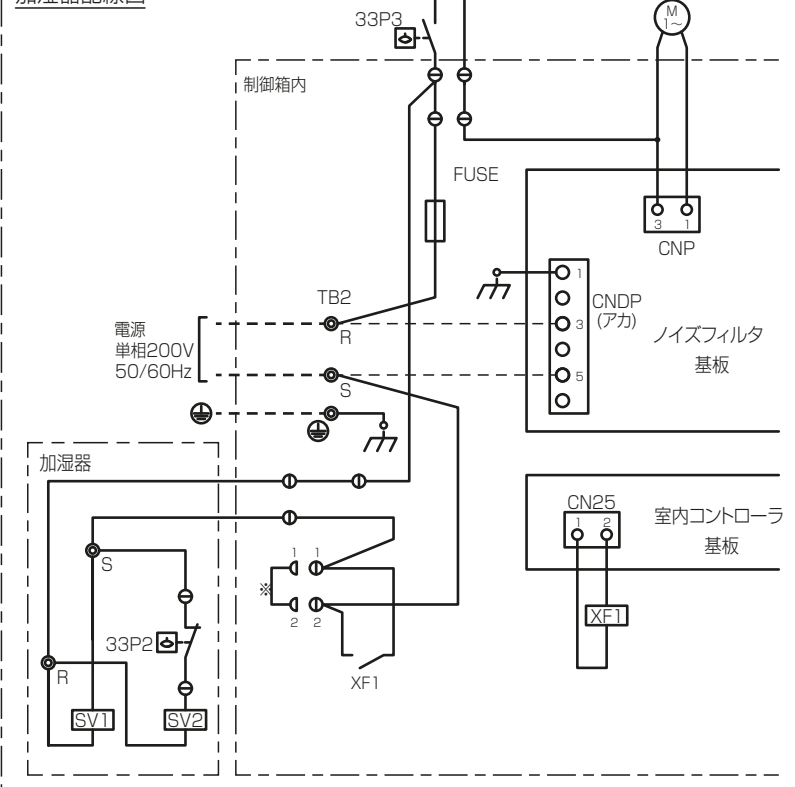 加湿器配線図
33P3
M
1～
制御箱内
FUSE
3 1
CNP
TB2
1
CNDP
(アカ)
3
5
ノイズフィルタ
基板
電源
単相200V
50/60Hz
R
S
加湿器
CN25
1 2
室内コントローラ
基板
S
1 1
※
2 2
XF1
33P2
R
XF1
SV1
SV2